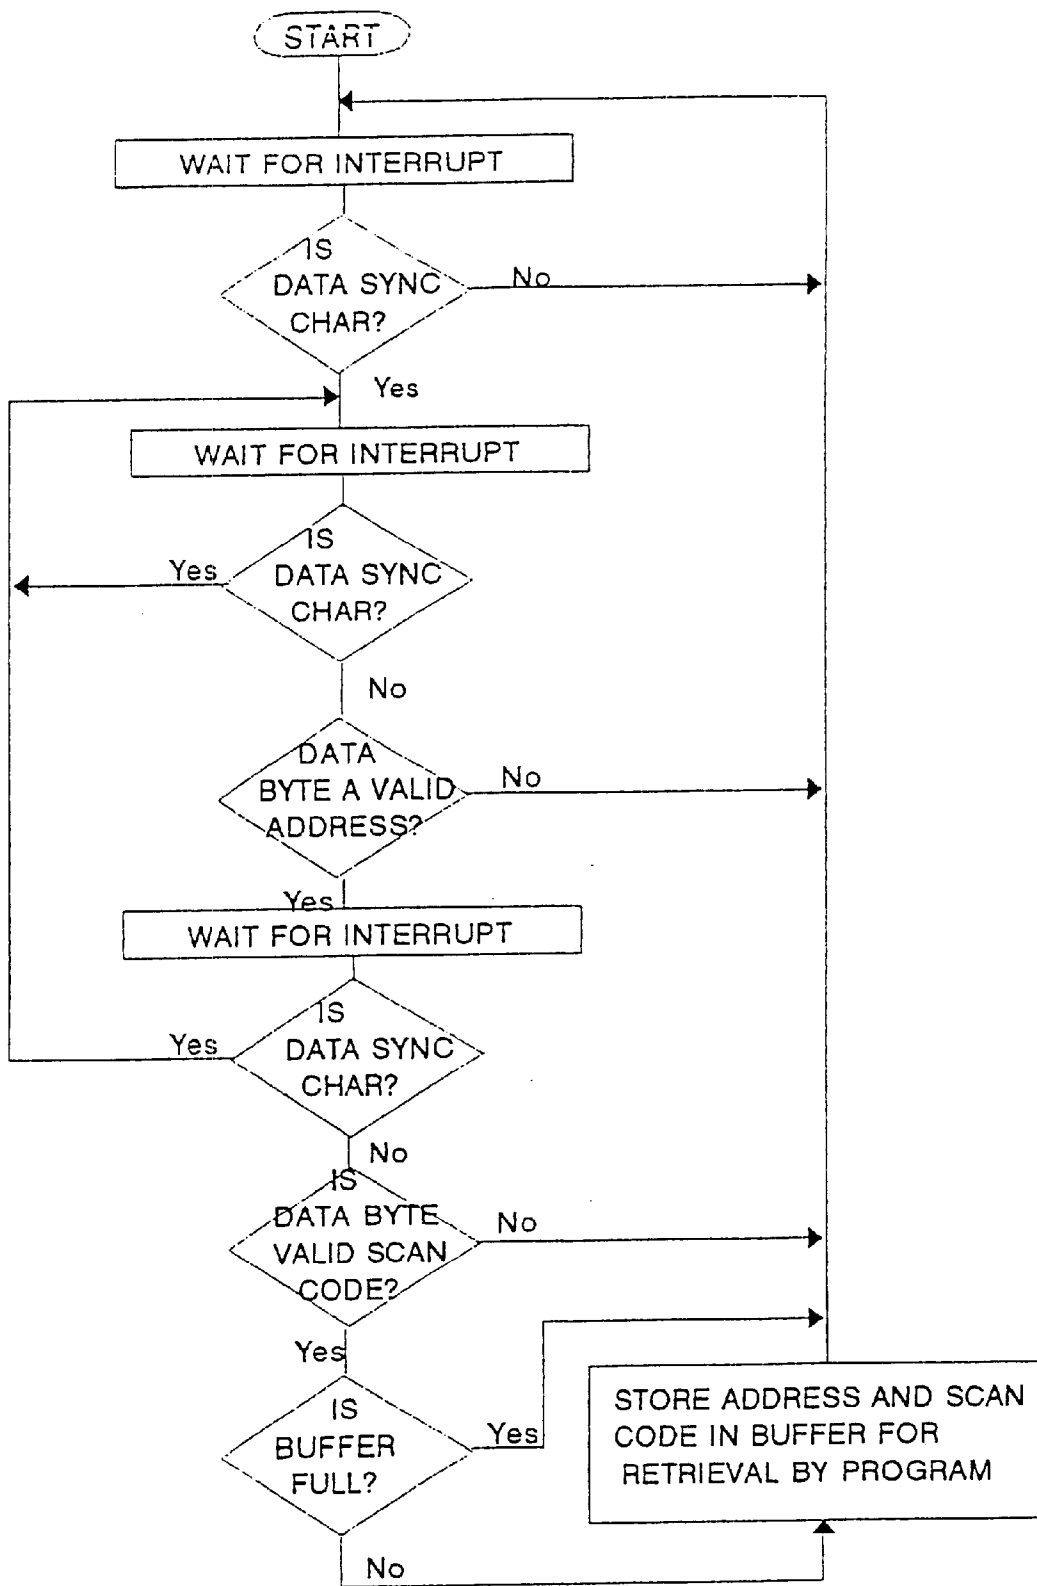 START
WAIT FOR INTERRUPT
IS
DATA SYNC
CHAR?
No
Yes
WAIT FOR INTERRUPT
IS
DATA SYNC
CHAR?
Yes
No
DATA
BYTE A VALID
ADDRESS?
No
Yes
WAIT FOR INTERRUPT
IS
DATA SYNC
CHAR?
Yes
No
IS
DATA BYTE
VALID SCAN
CODE?
No
Yes
IS
BUFFER
FULL?
Yes
No
STORE ADDRESS AND SCAN
CODE IN BUFFER FOR
RETRIEVAL BY PROGRAM